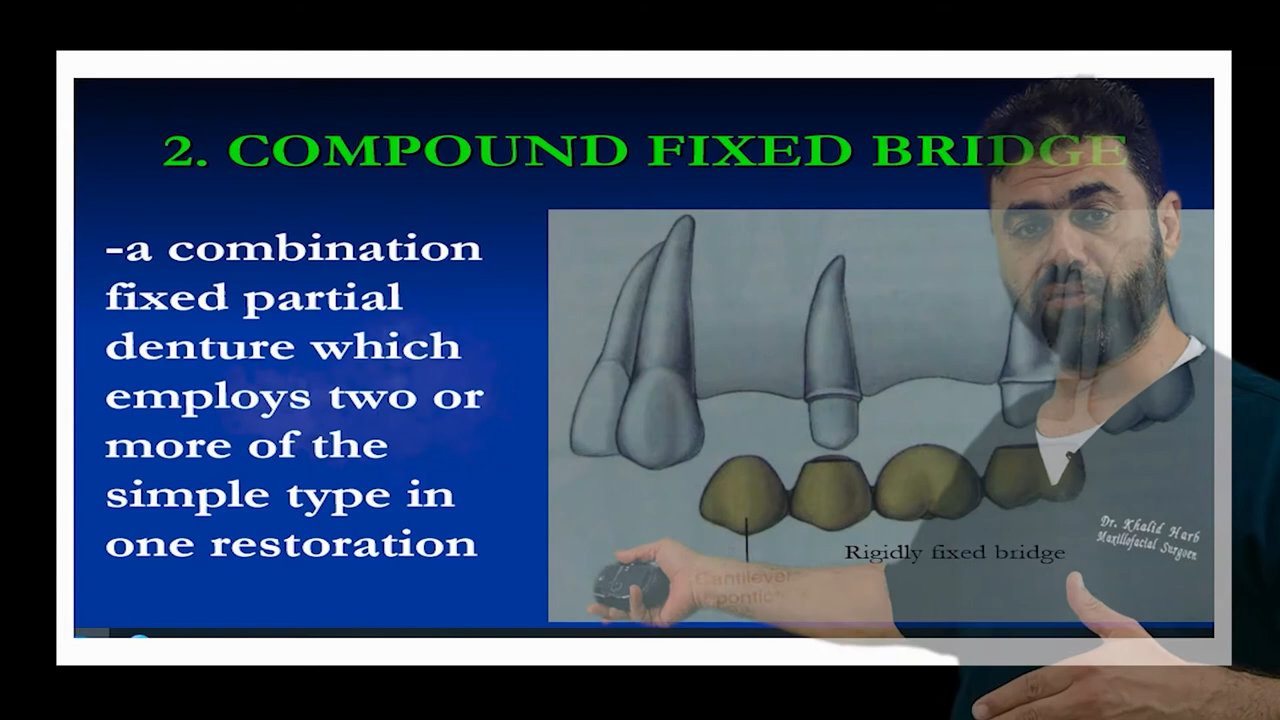 2. COMPOUND FIXED BRIDGE
-a combination
fixed partial
denture which
employs two or
more of the
simple type in
one restoration
Rigidly fixed bridge
Cantilever
pontic
Dr. Khalid Harb
Maxillofacial Surgoen